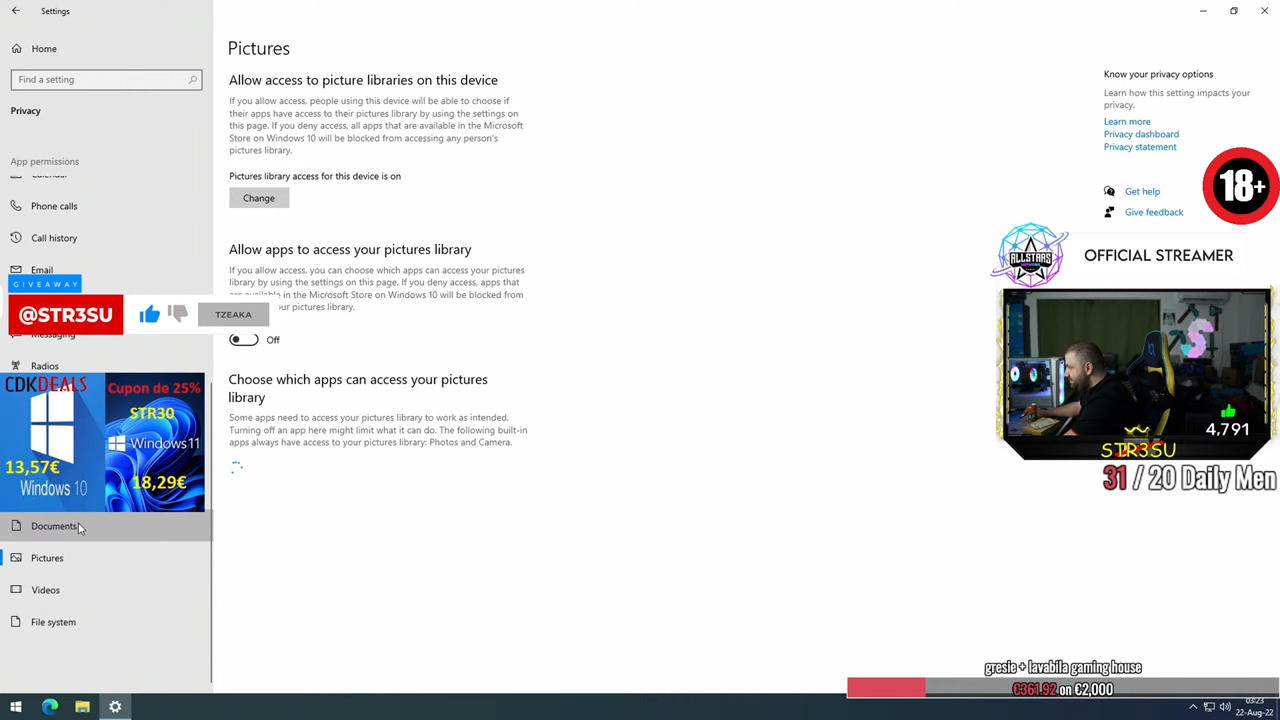 Settings
Home
Find a setting
Privacy
App permissions
Calendar
Phone calls
Call history
Email
GIVEAWAY
@STR3SU
TZEAKA
Messaging
Radios
CDKDEALS
Cupon de 25%
STR30
Windows 11
13,57€
18,29€
Windows 10
Documents
Pictures
Videos
File system
Pictures
Allow access to picture libraries on this device
If you allow access, people using this device will be able to choose if
their apps have access to their pictures library by using the settings on
this page. If you deny access, all apps that are available in the Microsoft
Store on Windows 10 will be blocked from accessing any person's
pictures library.
Pictures library access for this device is on
Change
Allow apps to access your pictures library
If you allow access, you can choose which apps can access your pictures
library by using the settings on this page. If you deny access, apps
that are available in the Microsoft Store on Windows 10 will be blocked from
your pictures library.
Off
Choose which apps can access your pictures
library
Some apps need to access your pictures library to work as intended.
Turning off an app here might limit what it can do. The following built-in
apps always have access to your pictures library: Photos and Camera.
Know your privacy options
Learn how this setting impacts your
privacy.
Learn more
Privacy dashboard
Privacy statement
Get help
Give feedback
18+
ALLSTARS
NETWORK
OFFICIAL STREAMER
4,791
STR3SU
31 / 20 Daily Men
gresie + lavabila gaming house
€361.92 on €2,000
03:23
22-Aug-22